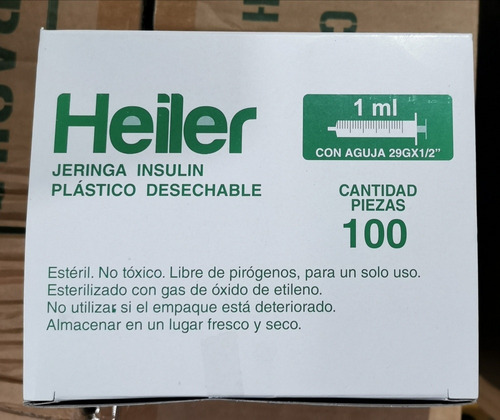 Heiler
JERINGA INSULIN
PLÁSTICO DESECHABLE
1 ml
CON AGUJA 29GX1/2"
CANTIDAD
PIEZAS
100
Estéril. No tóxico. Libre de pirógenos, para un solo uso.
Esterilizado con gas de óxido de etileno.
No utilizar si el empaque está deteriorado.
Almacenar en un lugar fresco y seco.